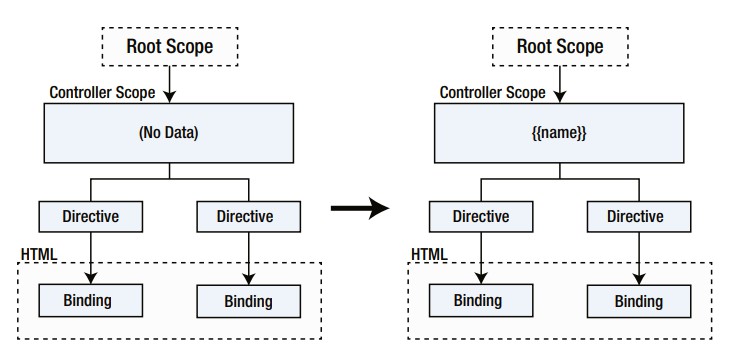 Root Scope
Controller Scope
(No Data)
Directive
Directive
HTML
Binding
Binding
Root Scope
Controller Scope
{{name}}
Directive
Directive
HTML
Binding
Binding